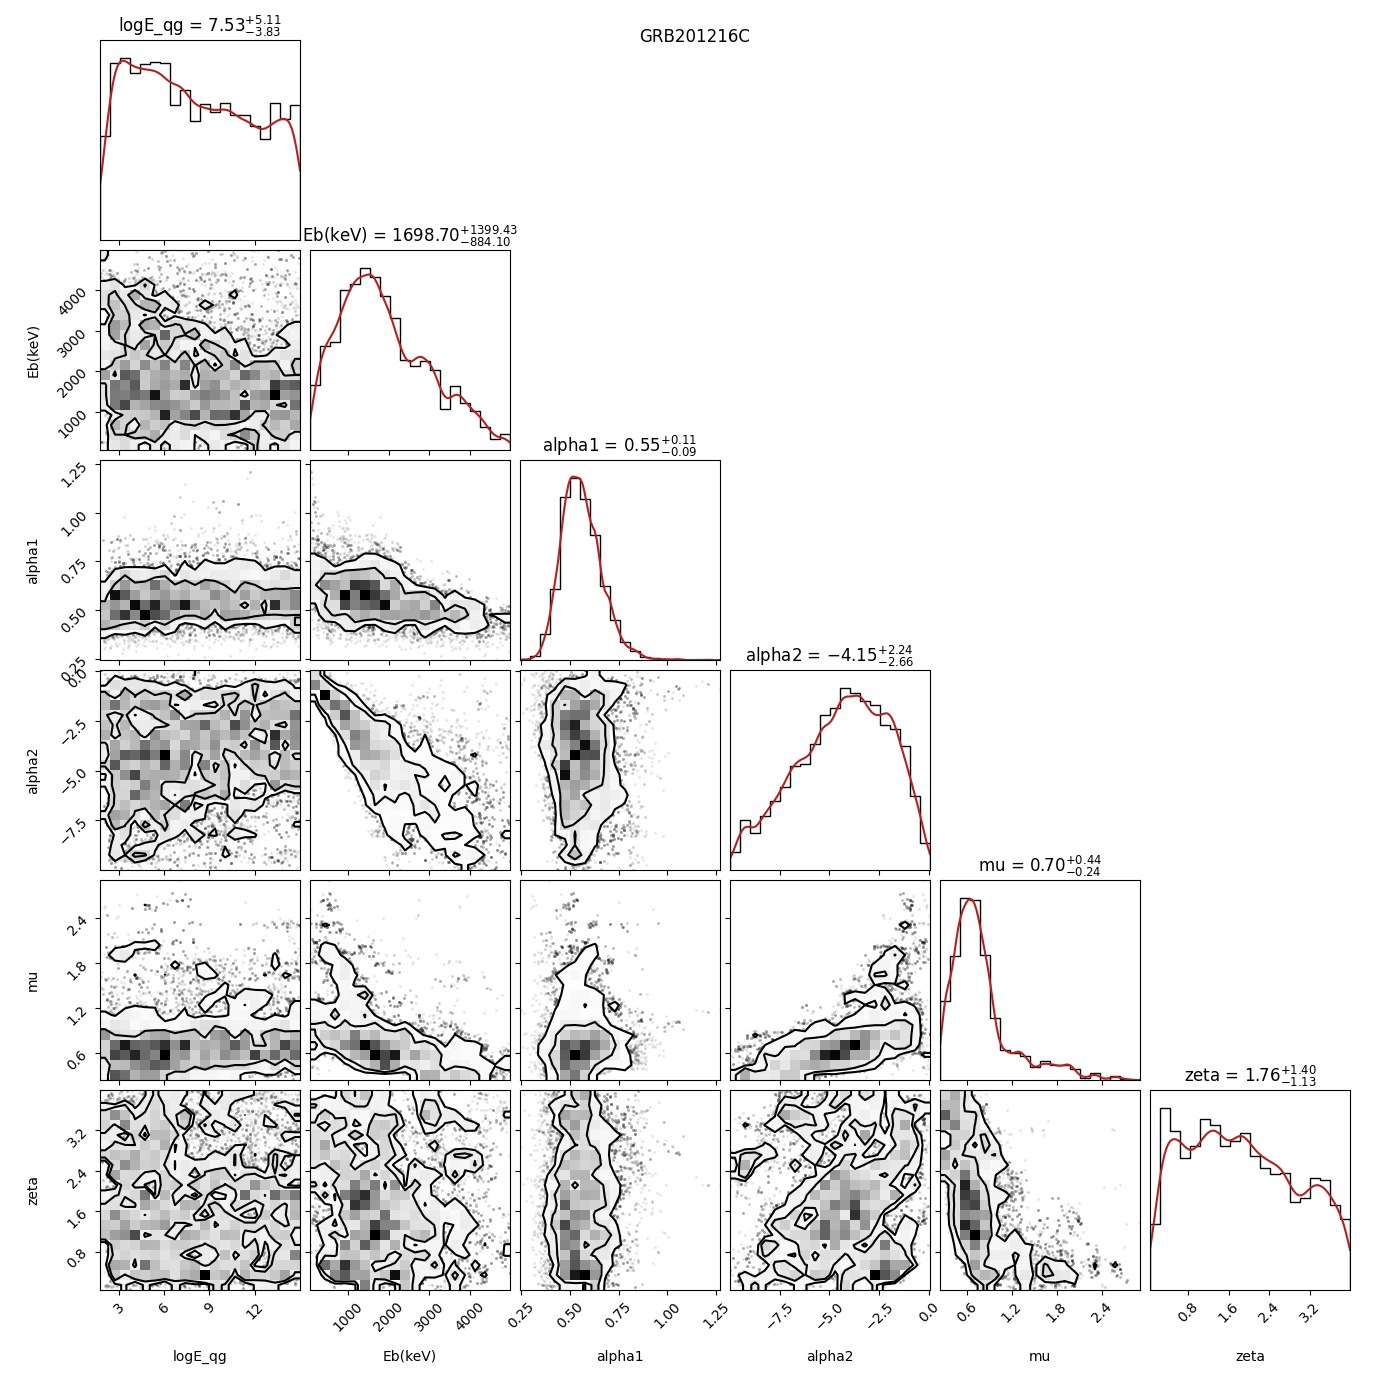 GRB201216C
logE_qg = 7.53^{+5.11}_{-3.83}
Eb(keV) = 1698.70^{+1399.43}_{-884.10}
4000
3000
2000
1000
Eb(keV)
alpha1 = 0.55^{+0.11}_{-0.09}
1.25
1.00
0.75
0.50
0.25
alpha1
alpha2 = −4.15^{+2.24}_{-2.66}
0.0
−2.5
−5.0
−7.5
alpha2
mu = 0.70^{+0.44}_{-0.24}
2.4
1.8
1.2
0.6
mu
zeta = 1.76^{+1.40}_{-1.13}
3.2
2.4
1.6
0.8
zeta
3 6 9 12
1000 2000 3000 4000
0.25 0.50 0.75 1.00 1.25
−7.5 −5.0 −2.5 0.0
0.6 1.2 1.8 2.4
0.8 1.6 2.4 3.2
logE_qg Eb(keV) alpha1 alpha2 mu zeta